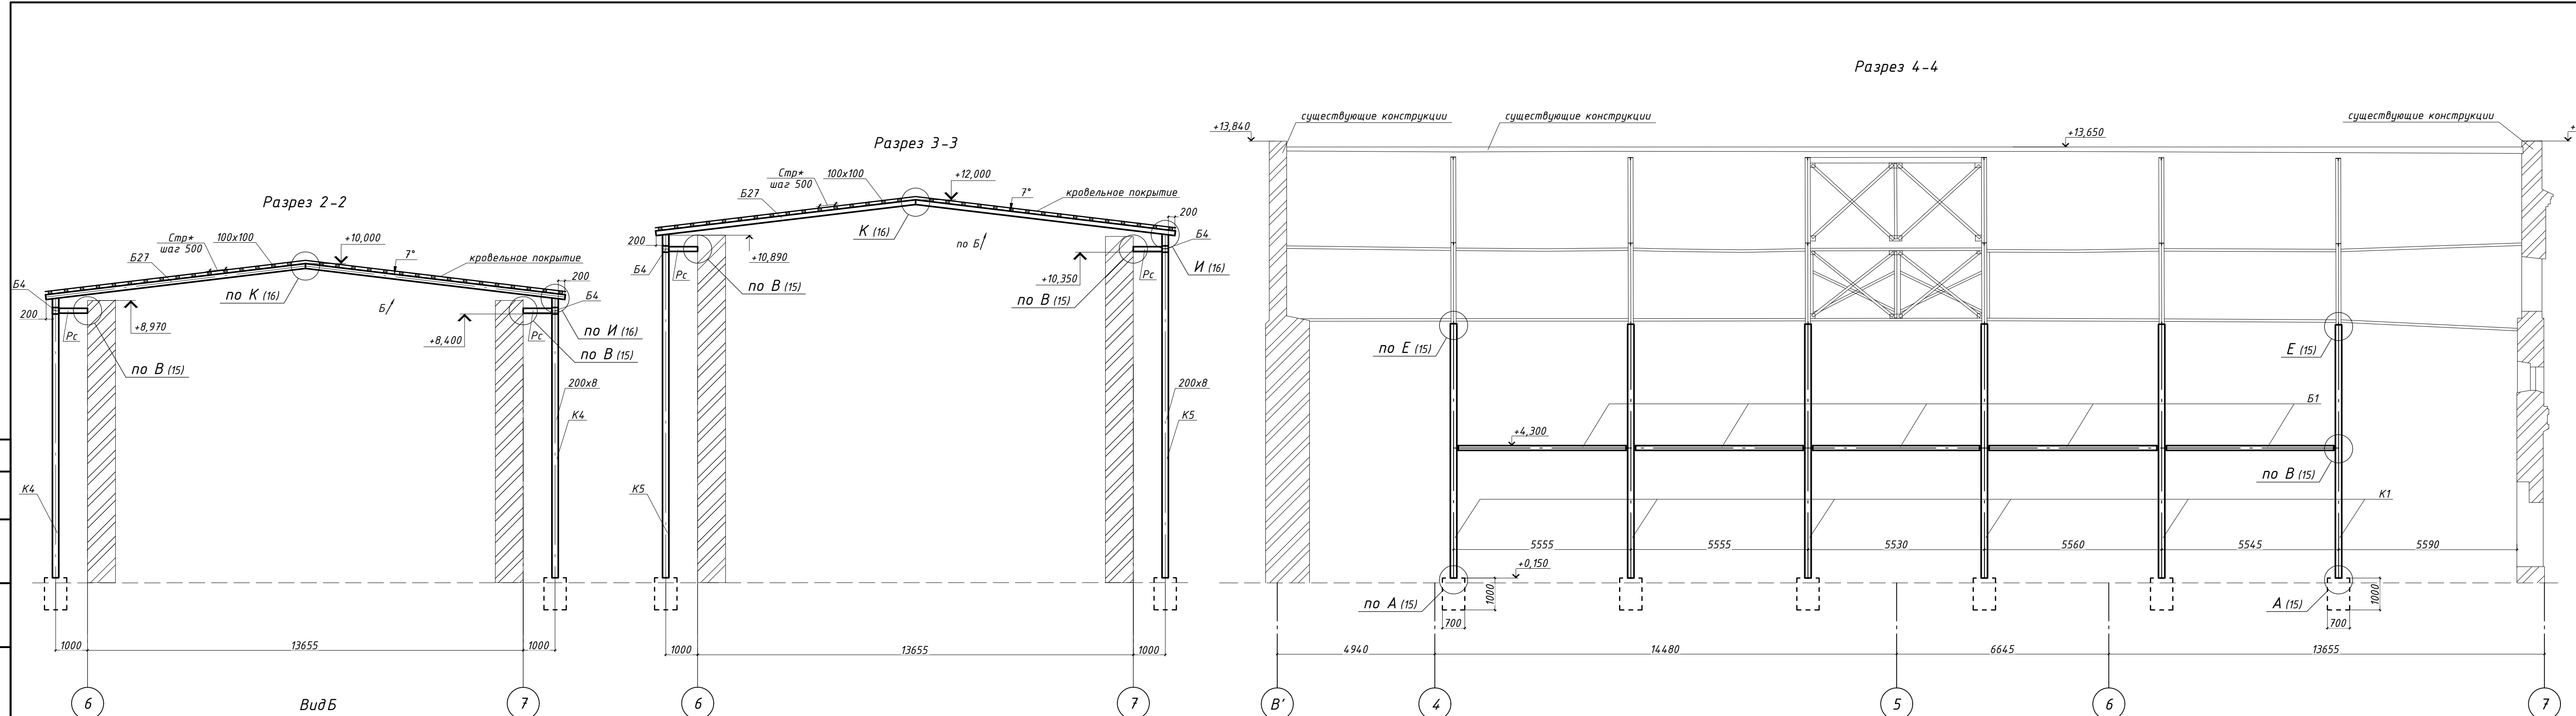 Разрез 2-2
Стр*
шаг 500
100x100
+10,000
7°
кровельное покрытие
Б27
200
Б4
Б4
200
по К (16)
Б
+8,970
Рс
Рс
+8,400
по И (16)
по В (15)
по В (15)
200x8
К4
К4
1000
13655
1000
6
7
Вид Б
Разрез 3-3
Стр*
шаг 500
100x100
+12,000
7°
кровельное покрытие
Б27
200
200
Б4
К (16)
по Б
Б4
+10,890
Рс
Рс
И (16)
+10,350
по В (15)
по В (15)
200x8
К5
К5
1000
13655
1000
6
7
Разрез 4-4
существующие конструкции
существующие конструкции
существующие конструкции
+13,840
+13,650
+
по Е (15)
Е (15)
Б1
+4,300
по В (15)
К1
5555
5555
5530
5560
5545
5590
+0,150
1000
1000
по А (15)
А (15)
700
700
4940
14480
6645
13655
В'
4
5
6
7